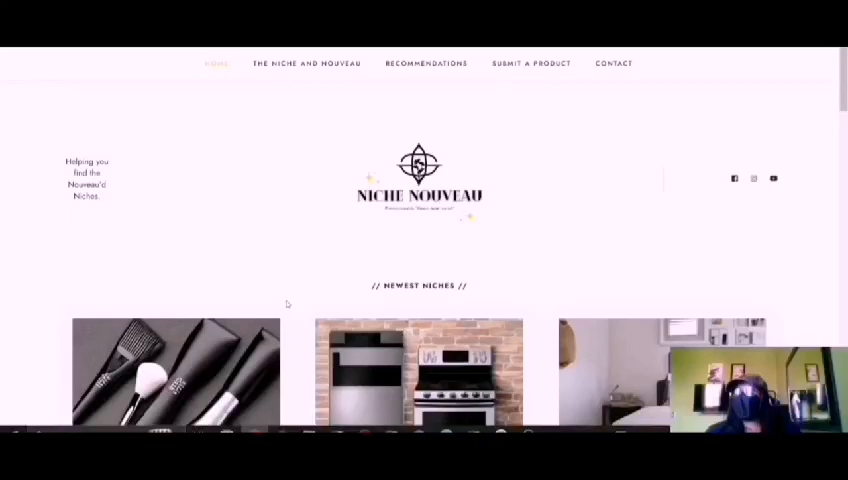 HOME THE NICHE AND NOUVEAU RECOMMENDATIONS SUBMIT A PRODUCT CONTACT
Helping you
find the
Nouveau'd
Niches.
NICHE NOUVEAU
// NEWEST NICHES //